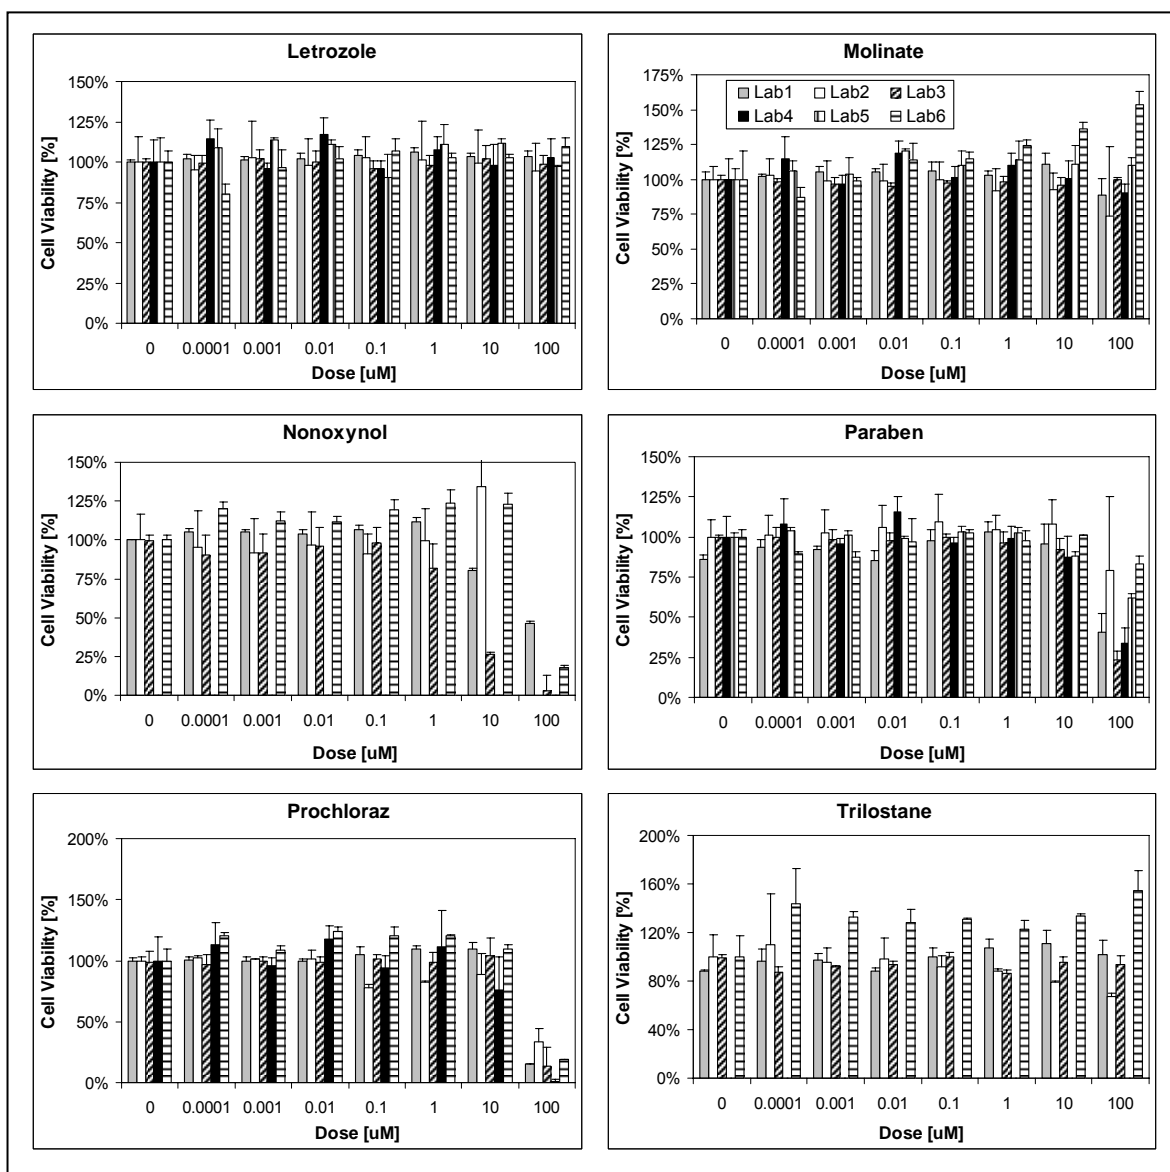 Letrozole
150%
125%
100%
75%
50%
25%
0%
Cell Viability [%]
0 0.0001 0.001 0.01 0.1 1 10 100
Dose [uM]
Molinate
175%
150%
125%
100%
75%
50%
25%
0%
Cell Viability [%]
Lab1 Lab2 Lab3
Lab4 Lab5 Lab6
0 0.0001 0.001 0.01 0.1 1 10 100
Dose [uM]
Nonoxynol
150%
125%
100%
75%
50%
25%
0%
Cell Viability [%]
0 0.0001 0.001 0.01 0.1 1 10 100
Dose [uM]
Paraben
150%
125%
100%
75%
50%
25%
0%
Cell Viability [%]
0 0.0001 0.001 0.01 0.1 1 10 100
Dose [uM]
Prochloraz
200%
150%
100%
50%
0%
Cell Viability [%]
0 0.0001 0.001 0.01 0.1 1 10 100
Dose [uM]
Trilostane
200%
160%
120%
80%
40%
0%
Cell Viability [%]
0 0.0001 0.001 0.01 0.1 1 10 100
Dose [uM]